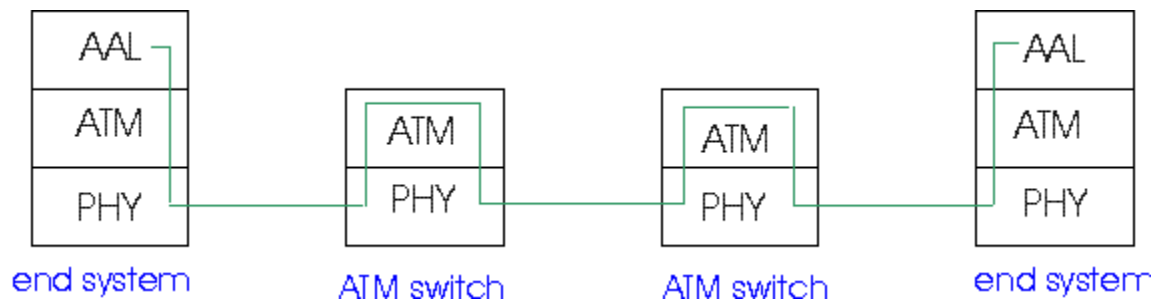 AAL
ATM
PHY
end system
ATM
PHY
ATM switch
ATM
PHY
ATM switch
AAL
ATM
PHY
end system